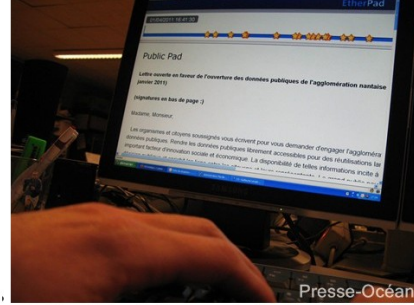 EtherPad
Public Pad
Lettre ouverte en faveur de l'ouverture des données publiques de l'agglomération nantaise
janvier 2011)
(signatures en bas de page :)
Madame, Monsieur,
Les organismes et citoyens soussignés vous écrivent pour vous demander d'engager l'aggloméra
données publiques. Rendre les données publiques librement accessibles pour des réutilisations
important facteur d'innovation sociale et économique. La disponibilité de telles informations incite à
Presse-Océan